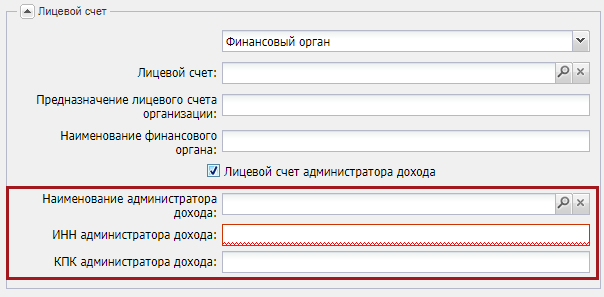 Лицевой счет
Финансовый орган
Лицевой счет:
Предназначение лицевого счета
организации:
Наименование финансового
органа:
Лицевой счет администратора дохода
Наименование администратора
дохода:
ИНН администратора дохода:
КПК администратора дохода: